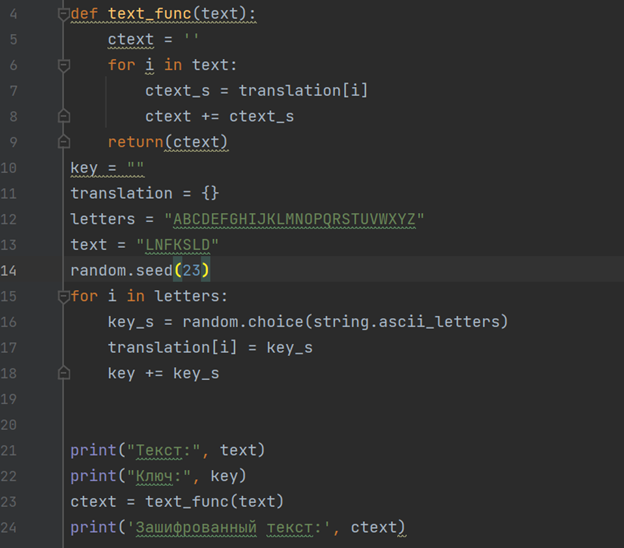 4 def text_func(text):
5     ctext = ''
6     for i in text:
7         ctext_s = translation[i]
8         ctext += ctext_s
9     return(ctext)
10 key = ""
11 translation = {}
12 letters = "ABCDEFGHIJKLMNOPQRSTUVWXYZ"
13 text = "LNFKSLD"
14 random.seed(23)
15 for i in letters:
16     key_s = random.choice(string.ascii_letters)
17     translation[i] = key_s
18     key += key_s
19
20
21 print("Текст:", text)
22 print("Ключ:", key)
23 ctext = text_func(text)
24 print('Зашифрованный текст:', ctext)